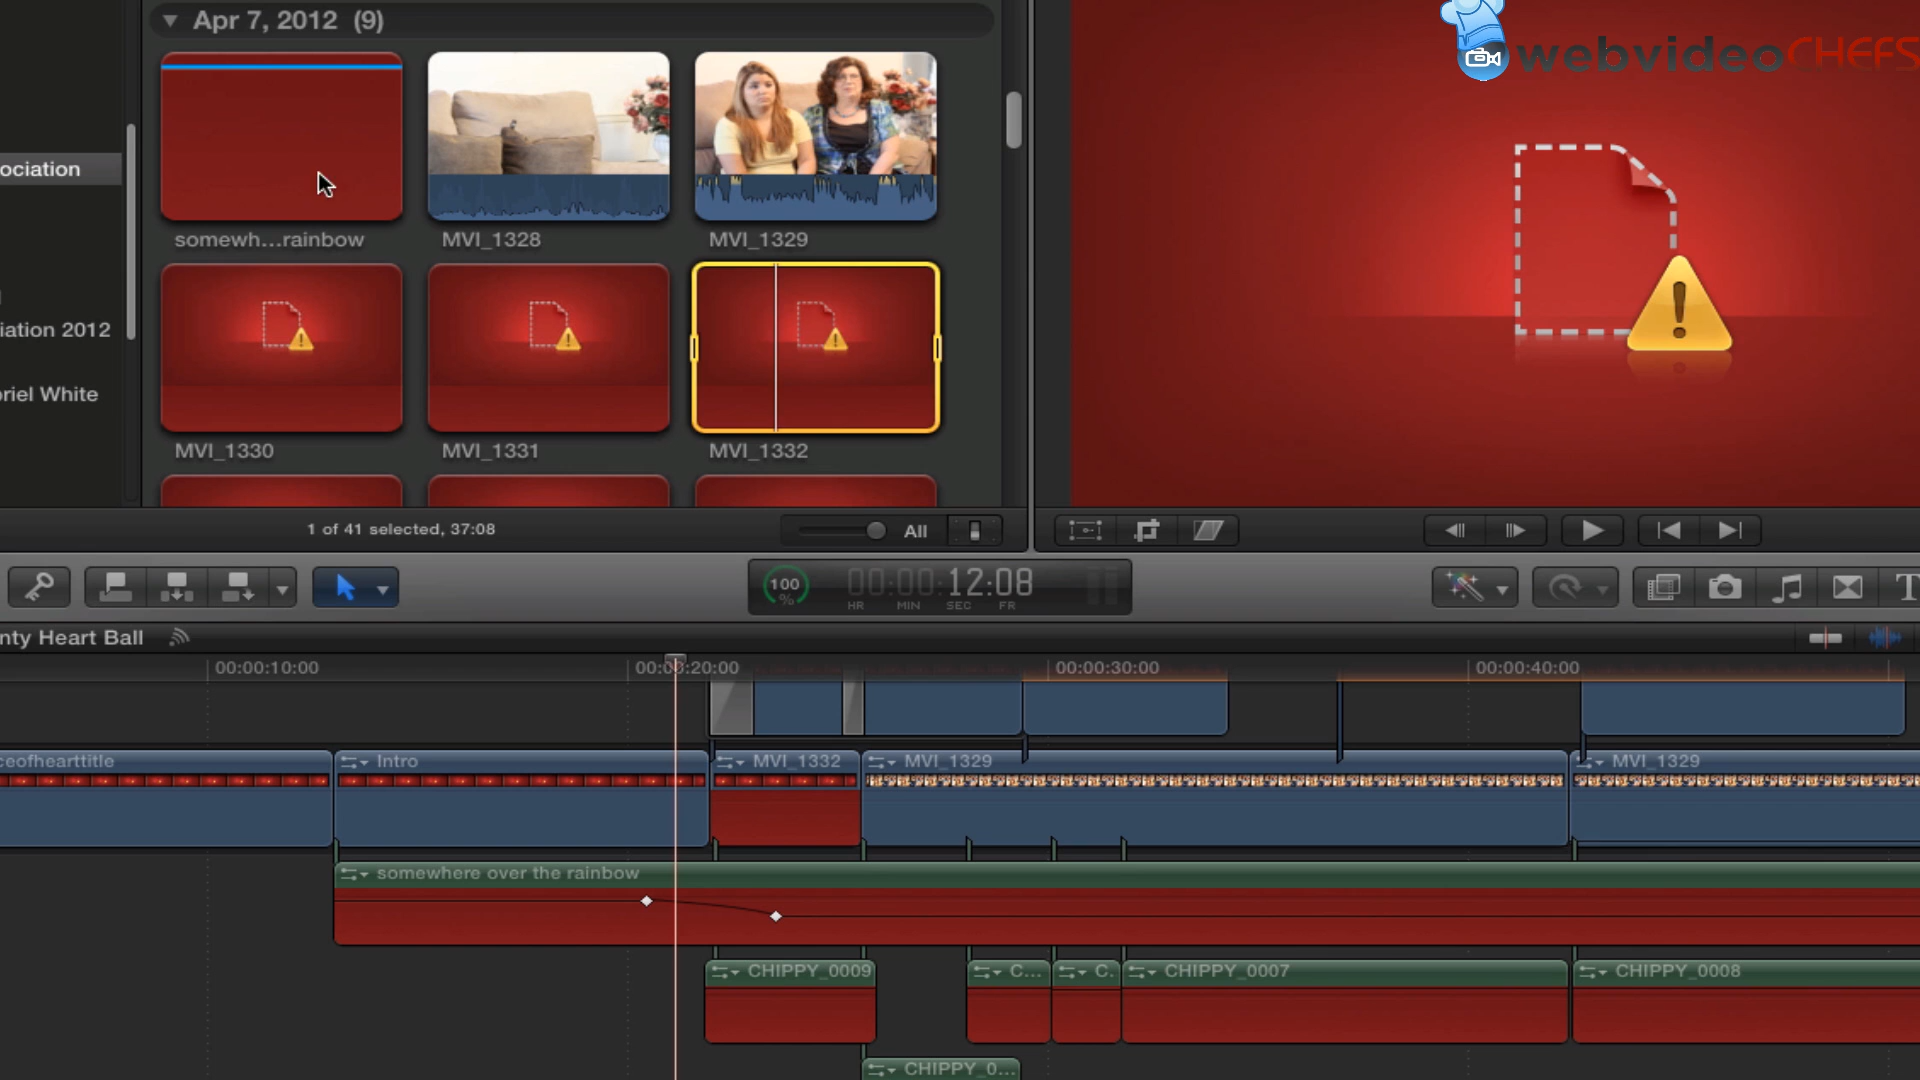 Apr 7, 2012 (9)
webvideoCHEFS
somewh...rainbow
MVI_1328
MVI_1329
ociation
iation 2012
riel White
MVI_1330
MVI_1331
MVI_1332
1 of 41 selected, 37:08
All
100
%
00:00:12:08
HR MIN SEC FR
T
nty Heart Ball
00:00:10:00
00:00:20:00
00:00:30:00
00:00:40:00
ceofhearttitle
Intro
MVI_1332
MVI_1329
MVI_1329
somewhere over the rainbow
CHIPPY_0009
C...
C.
CHIPPY_0007
CHIPPY_0008
CHIPPY_0...